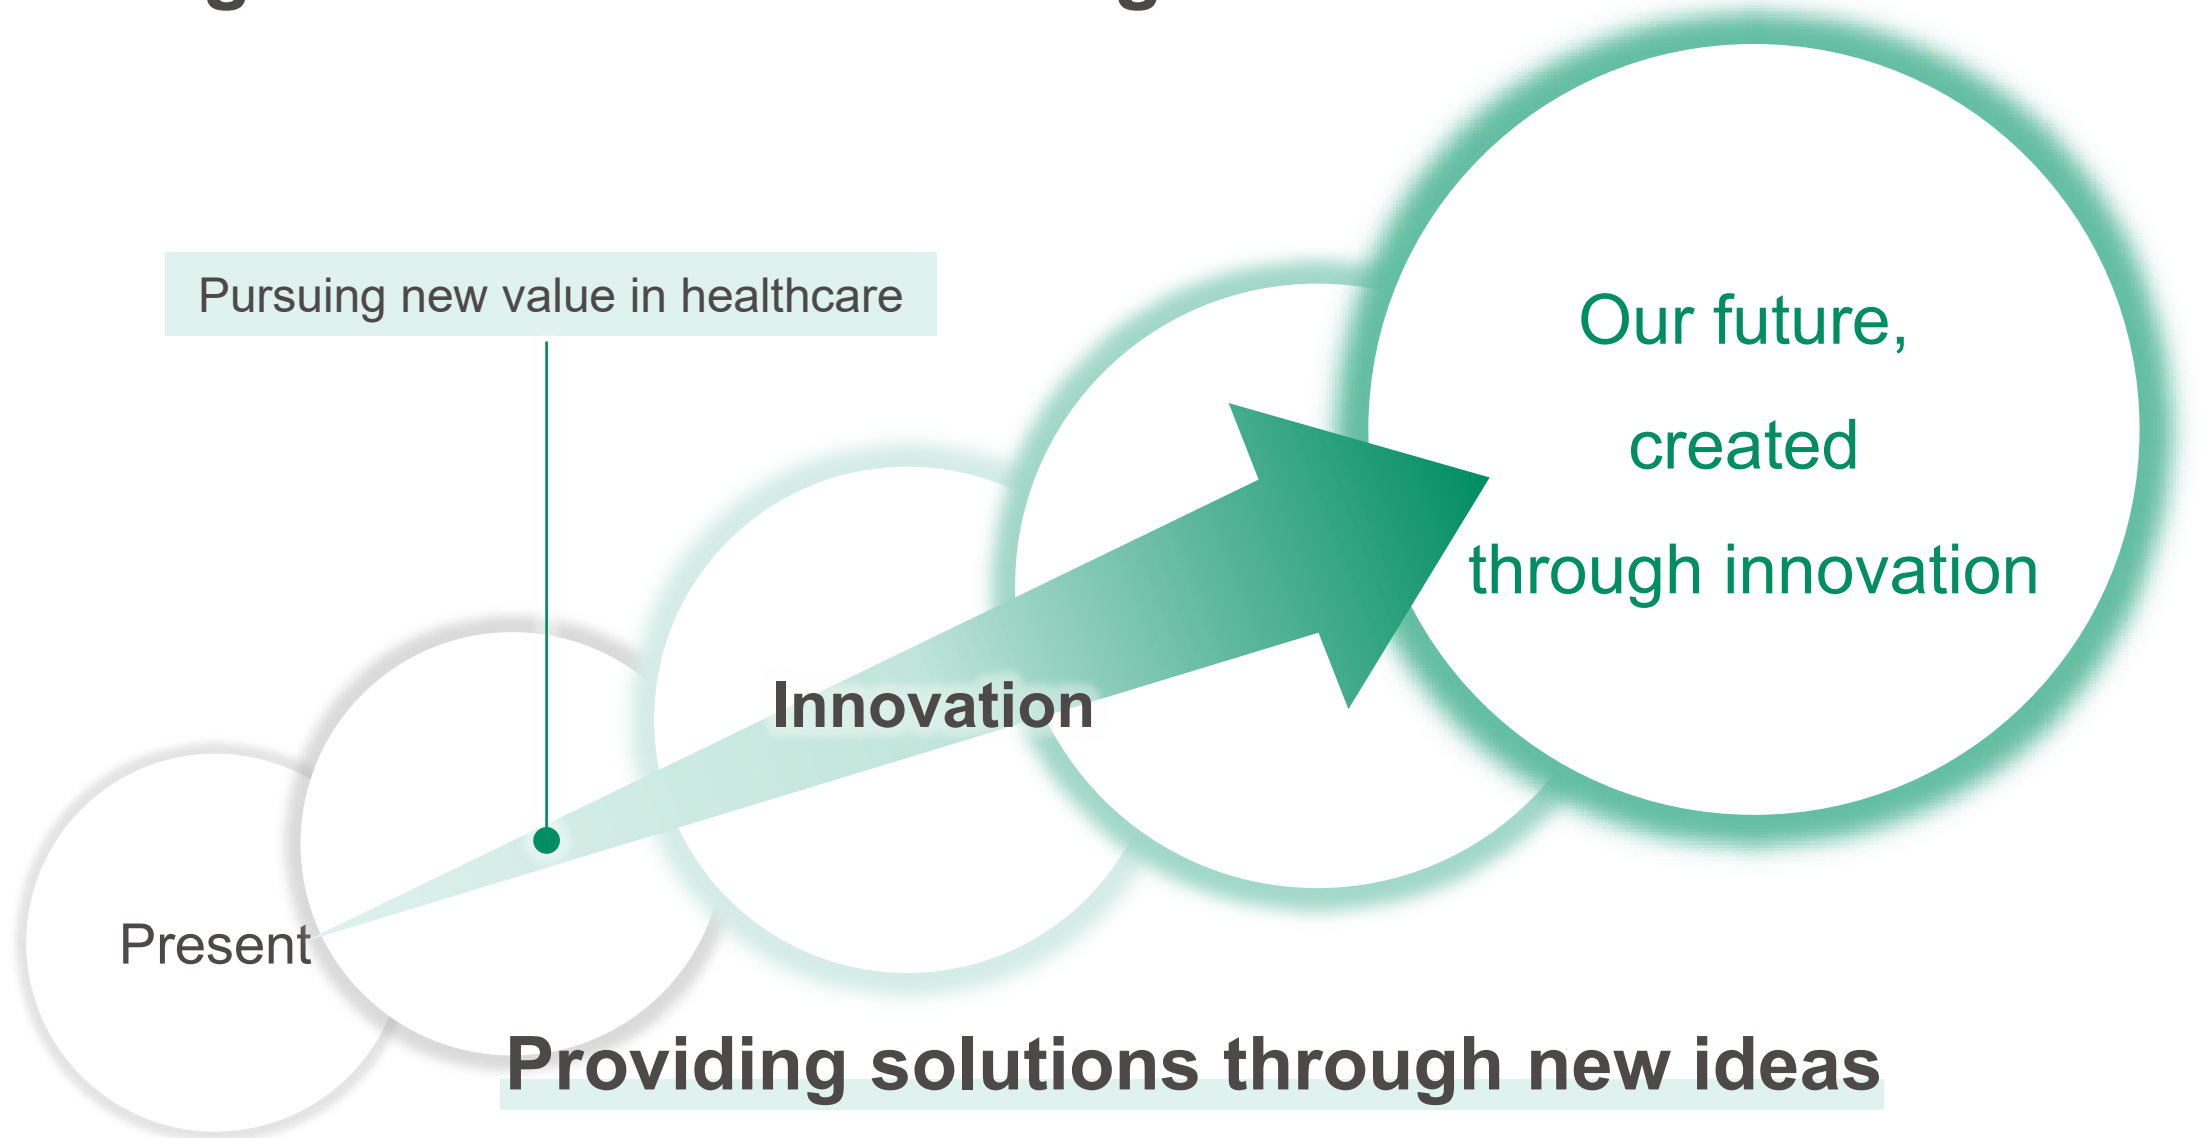 Pursuing new value in healthcare
Our future,
created
through innovation
Innovation
Present
Providing solutions through new ideas